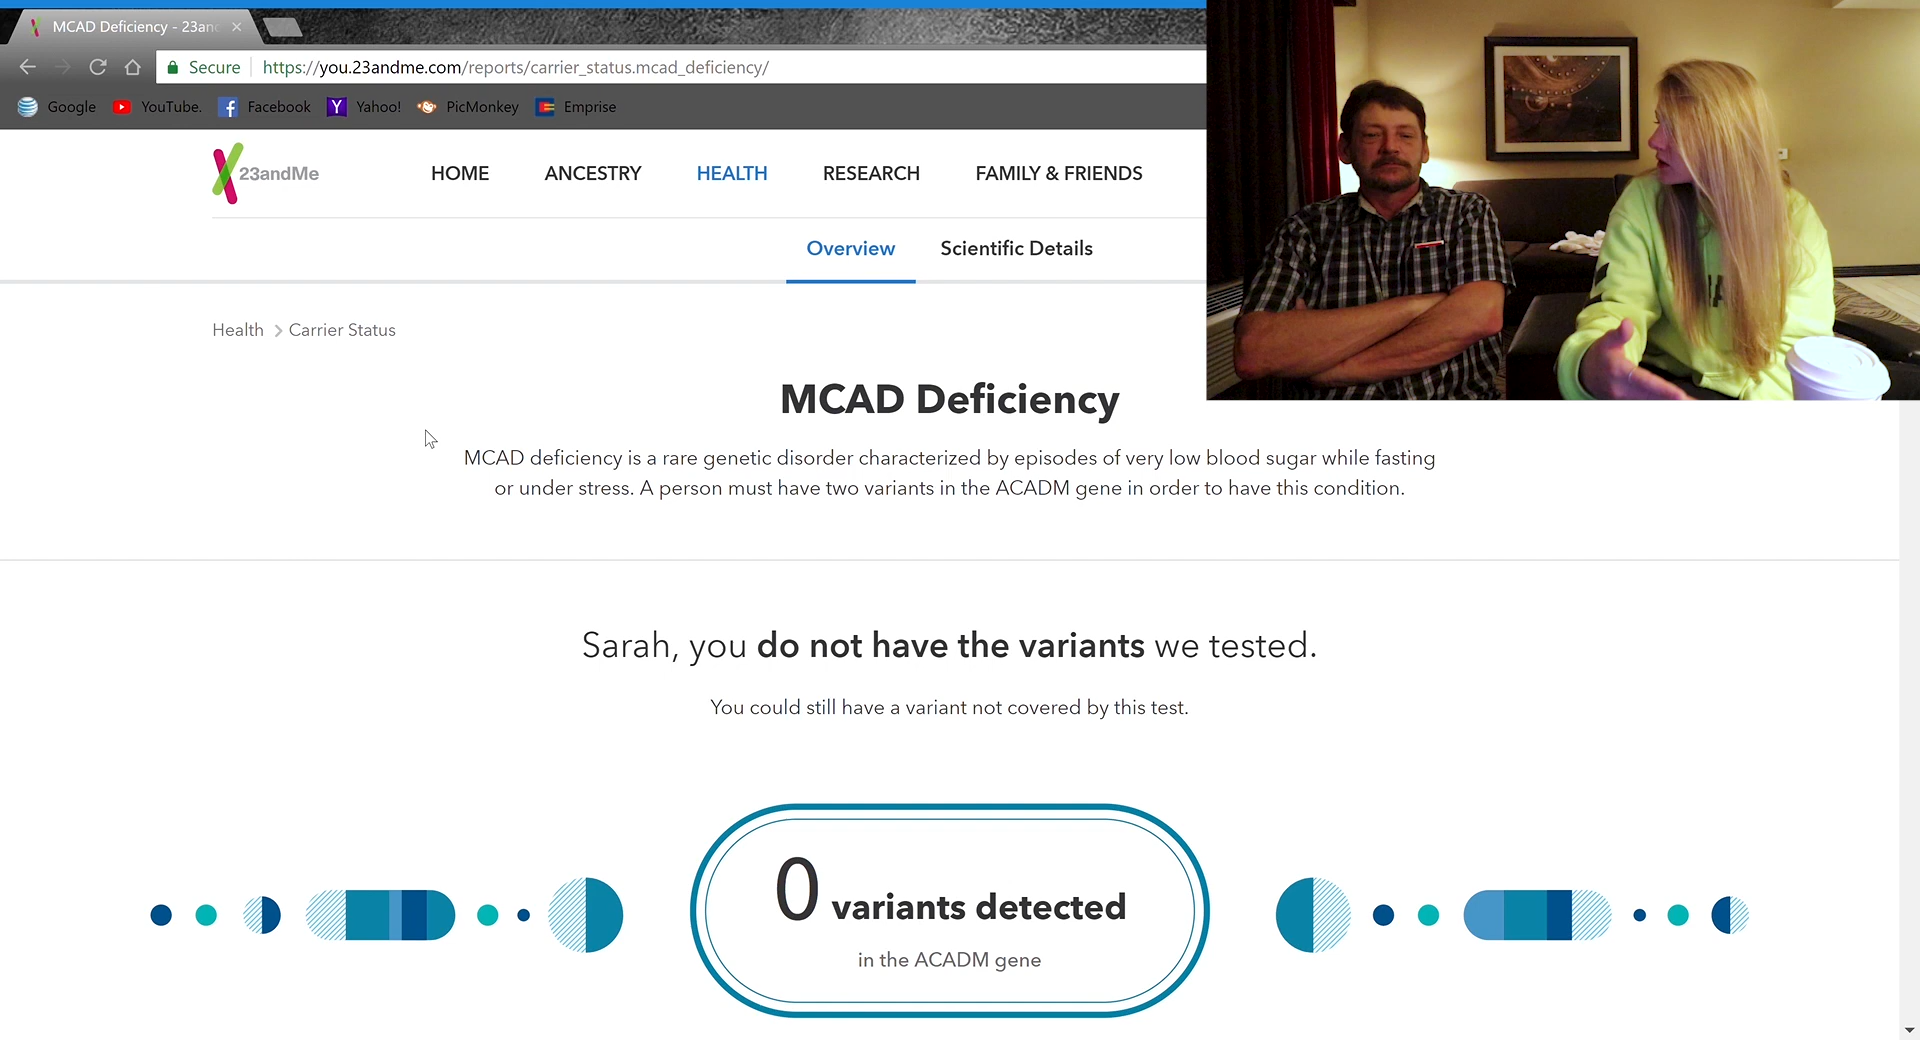 MCAD Deficiency - 23an
Secure https://you.23andme.com/reports/carrier_status.mcad_deficiency/
Google YouTube. Facebook Yahoo! PicMonkey Emprise
23andMe HOME ANCESTRY HEALTH RESEARCH FAMILY & FRIENDS
Overview Scientific Details
Health > Carrier Status
MCAD Deficiency
MCAD deficiency is a rare genetic disorder characterized by episodes of very low blood sugar while fasting
or under stress. A person must have two variants in the ACADM gene in order to have this condition.
Sarah, you do not have the variants we tested.
You could still have a variant not covered by this test.
0 variants detected
in the ACADM gene